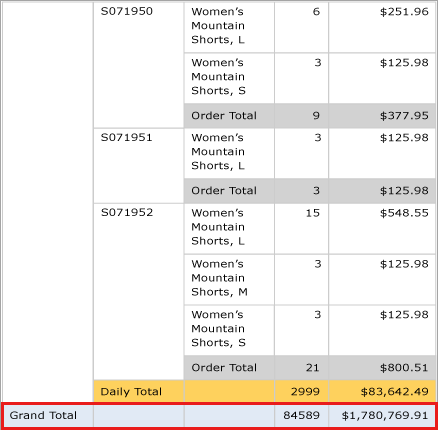 S071950 Women's 6 $251.96
Mountain
Shorts, L
Women's 3 $125.98
Mountain
Shorts, S
Order Total 9 $377.95
S071951 Women's 3 $125.98
Mountain
Shorts, L
Order Total 3 $125.98
S071952 Women's 15 $548.55
Mountain
Shorts, L
Women's 3 $125.98
Mountain
Shorts, M
Women's 3 $125.98
Mountain
Shorts, S
Order Total 21 $800.51
Daily Total 2999 $83,642.49
Grand Total 84589 $1,780,769.91